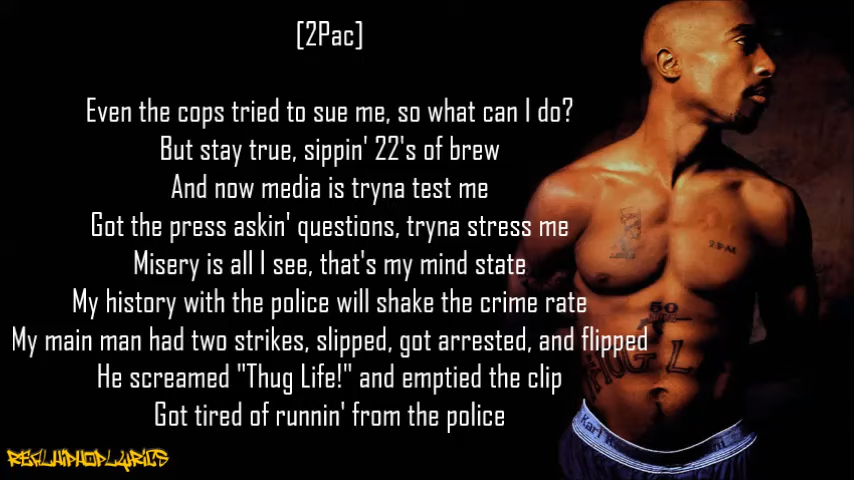 [2Pac]
Even the cops tried to sue me, so what can I do?
But stay true, sippin' 22's of brew
And now media is tryna test me
Got the press askin' questions, tryna stress me
Misery is all I see, that's my mind state
My history with the police will shake the crime rate
My main man had two strikes, slipped, got arrested, and flipped
He screamed "Thug Life!" and emptied the clip
Got tired of runnin' from the police
REALHIPHOPLYRICS
2PAC
50
THUG L
Karl